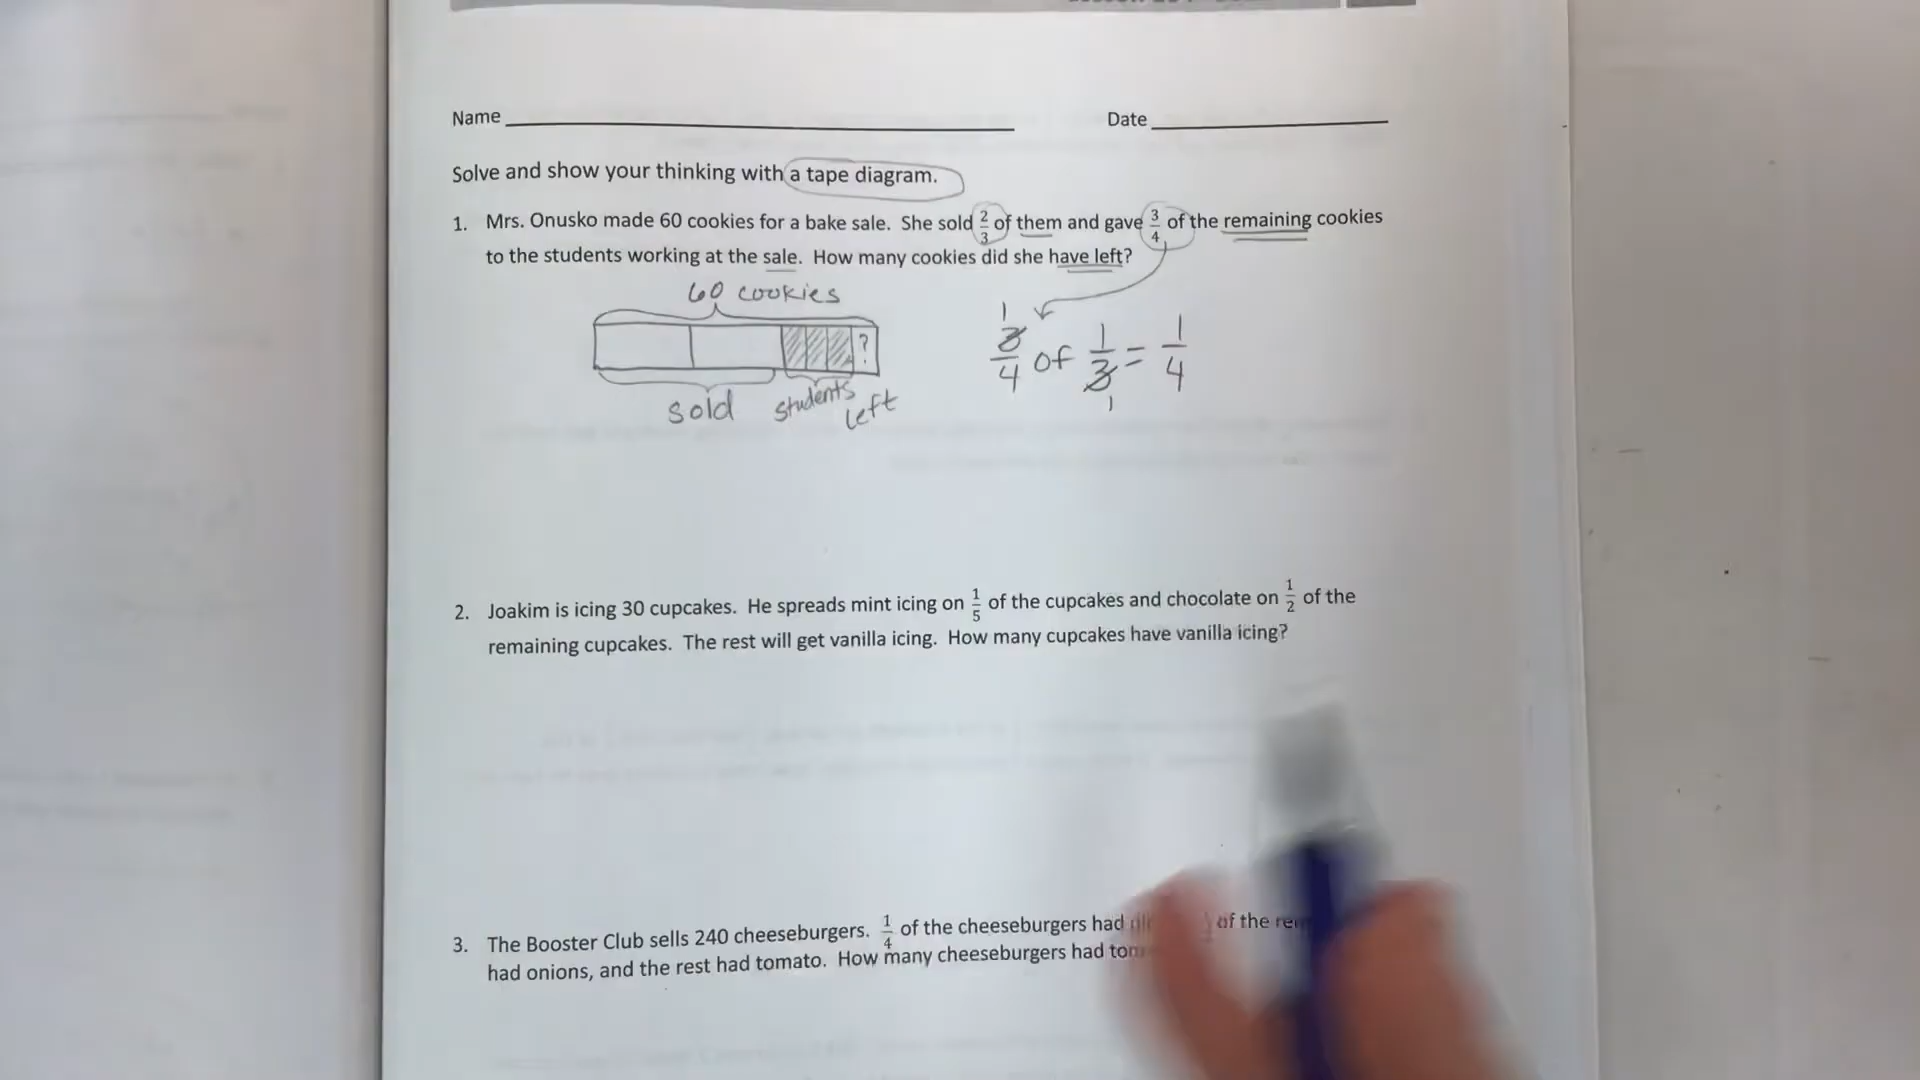 Name Date
Solve and show your thinking with a tape diagram.
1. Mrs. Onusko made 60 cookies for a bake sale. She sold 2/3 of them and gave 3/4 of the remaining cookies
to the students working at the sale. How many cookies did she have left?
60 cookies
?
sold students
left
1
3/4 of 1/3 = 1/4
1
2. Joakim is icing 30 cupcakes. He spreads mint icing on 1/5 of the cupcakes and chocolate on 1/2 of the
remaining cupcakes. The rest will get vanilla icing. How many cupcakes have vanilla icing?
3. The Booster Club sells 240 cheeseburgers. 1/4 of the cheeseburgers had of the
had onions, and the rest had tomato. How many cheeseburgers had